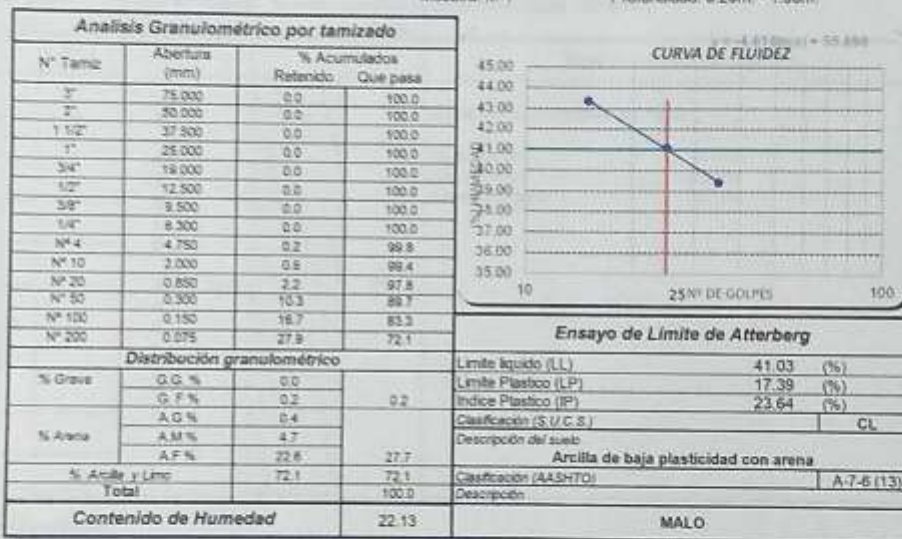 Analisis Granulométrico por tamizado
N° Tamiz Abertura (mm) % Acumulados Retenido Que pasa
3" 75.000 0.0 100.0
2" 50.000 0.0 100.0
1 1/2" 37.500 0.0 100.0
1" 25.000 0.0 100.0
3/4" 19.000 0.0 100.0
1/2" 12.500 0.0 100.0
3/8" 9.500 0.0 100.0
1/4" 6.300 0.0 100.0
N° 4 4.750 0.2 99.8
N° 10 2.000 99.4
N° 20 0.850 2.2 97.8
N° 50 0.300 10.3 89.7
N° 100 0.150 16.7 83.3
N° 200 0.075 27.9 72.1
Distribución granulométrico
% Grava G.G. % 0.0
G.F. % 0.2 0.2
% Arena A.G % 0.4
A.M % 4.7
A.F % 22.6 27.7
% Arcilla y Limo 72.1 72.1
Total 100.0
Contenido de Humedad 22.13
CURVA DE FLUIDEZ
45.00
44.00
43.00
42.00
41.00
40.00
39.00
38.00
37.00
36.00
35.00
10 25 N° DE GOLPES 100
Ensayo de Limite de Atterberg
Limite liquido (LL) 41.03 (%)
Limite Plastico (LP) 17.39 (%)
Indice Plastico (IP) 23.64 (%)
Clasificación (S.U.C.S.) CL
Descripción del suelo
Arcilla de baja plasticidad con arena
Clasificación (AASHTO) A-7-6 (13)
Descripción
MALO